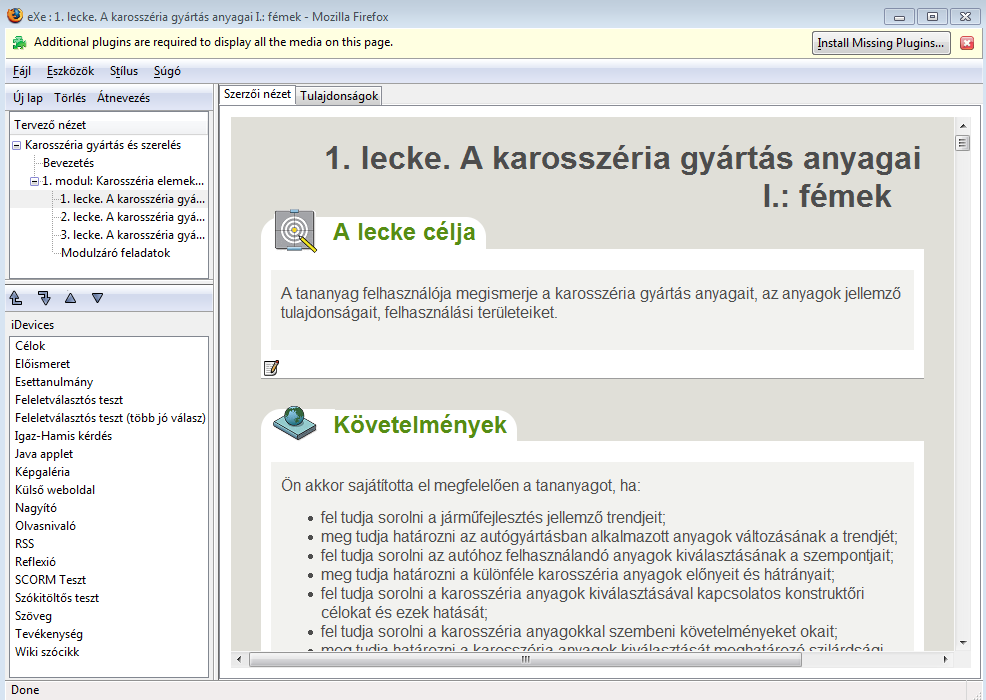 eXe : 1. lecke. A karosszéria gyártás anyagai I.: fémek - Mozilla Firefox
Additional plugins are required to display all the media on this page.
Install Missing Plugins...
Fájl Eszközök Stílus Súgó
Új lap Törlés Átnevezés
Tervező nézet
Karosszéria gyártás és szerelés
Bevezetés
1. modul: Karosszéria elemek...
1. lecke. A karosszéria gyá...
2. lecke. A karosszéria gyá...
3. lecke. A karosszéria gyá...
Modulzáró feladatok
iDevices
Célok
Előismeret
Esettanulmány
Feleletválasztós teszt
Feleletválasztós teszt (több jó válasz)
Igaz-Hamis kérdés
Java applet
Képgaléria
Külső weboldal
Nagyító
Olvasnivaló
RSS
Reflexió
SCORM Teszt
Szókitöltős teszt
Szöveg
Tevékenység
Wiki szócikk
Szerzői nézet Tulajdonságok
1. lecke. A karosszéria gyártás anyagai
I.: fémek
A lecke célja
A tananyag felhasználója megismerje a karosszéria gyártás anyagait, az anyagok jellemző
tulajdonságait, felhasználási területeiket.
Követelmények
Ön akkor sajátította el megfelelően a tananyagot, ha:
• fel tudja sorolni a járműfejlesztés jellemző trendjeit;
• meg tudja határozni az autógyártásban alkalmazott anyagok változásának a trendjét;
• fel tudja sorolni az autóhoz felhasználandó anyagok kiválasztásának a szempontjait;
• meg tudja határozni a különféle karosszéria anyagok előnyeit és hátrányait;
• fel tudja sorolni a karosszéria anyagok kiválasztásával kapcsolatos konstruktőri
célokat és ezek hatását;
• fel tudja sorolni a karosszéria anyagokkal szembeni követelményeket okait;
• meg tudja határozni a karosszéria anyagok kiválasztását meghatározó szilárdsági
Done